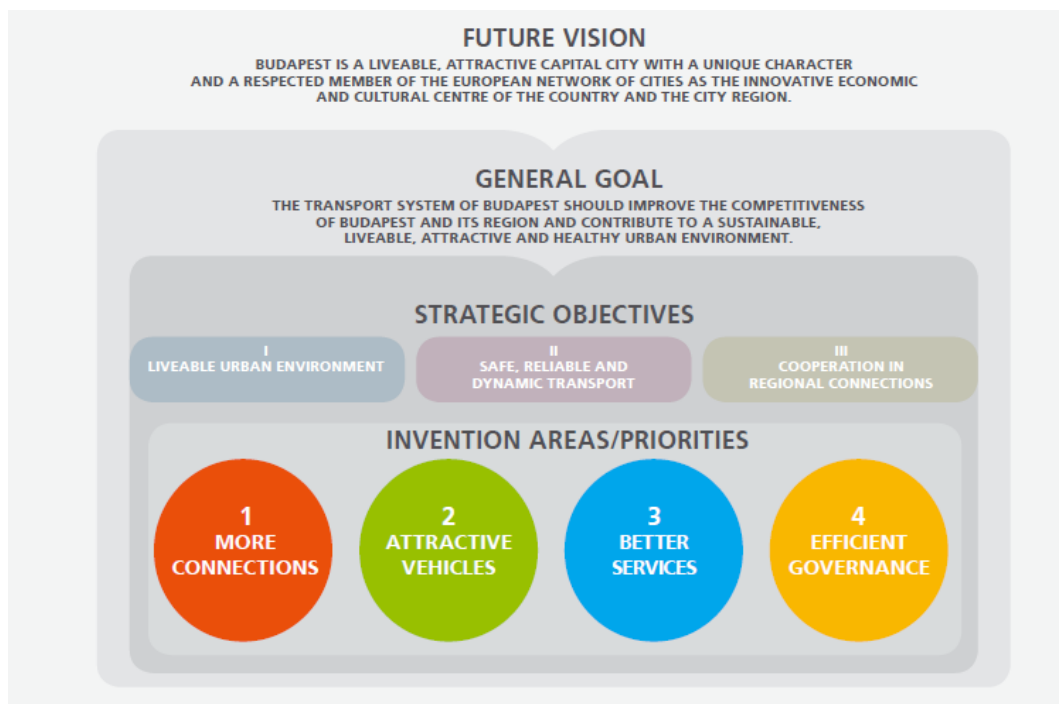 FUTURE VISION
BUDAPEST IS A LIVEABLE, ATTRACTIVE CAPITAL CITY WITH A UNIQUE CHARACTER
AND A RESPECTED MEMBER OF THE EUROPEAN NETWORK OF CITIES AS THE INNOVATIVE ECONOMIC
AND CULTURAL CENTRE OF THE COUNTRY AND THE CITY REGION.
GENERAL GOAL
THE TRANSPORT SYSTEM OF BUDAPEST SHOULD IMPROVE THE COMPETITIVENESS
OF BUDAPEST AND ITS REGION AND CONTRIBUTE TO A SUSTAINABLE,
LIVEABLE, ATTRACTIVE AND HEALTHY URBAN ENVIRONMENT.
STRATEGIC OBJECTIVES
I
LIVEABLE URBAN ENVIRONMENT
II
SAFE, RELIABLE AND
DYNAMIC TRANSPORT
III
COOPERATION IN
REGIONAL CONNECTIONS
INVENTION AREAS/PRIORITIES
1
MORE
CONNECTIONS
2
ATTRACTIVE
VEHICLES
3
BETTER
SERVICES
4
EFFICIENT
GOVERNANCE